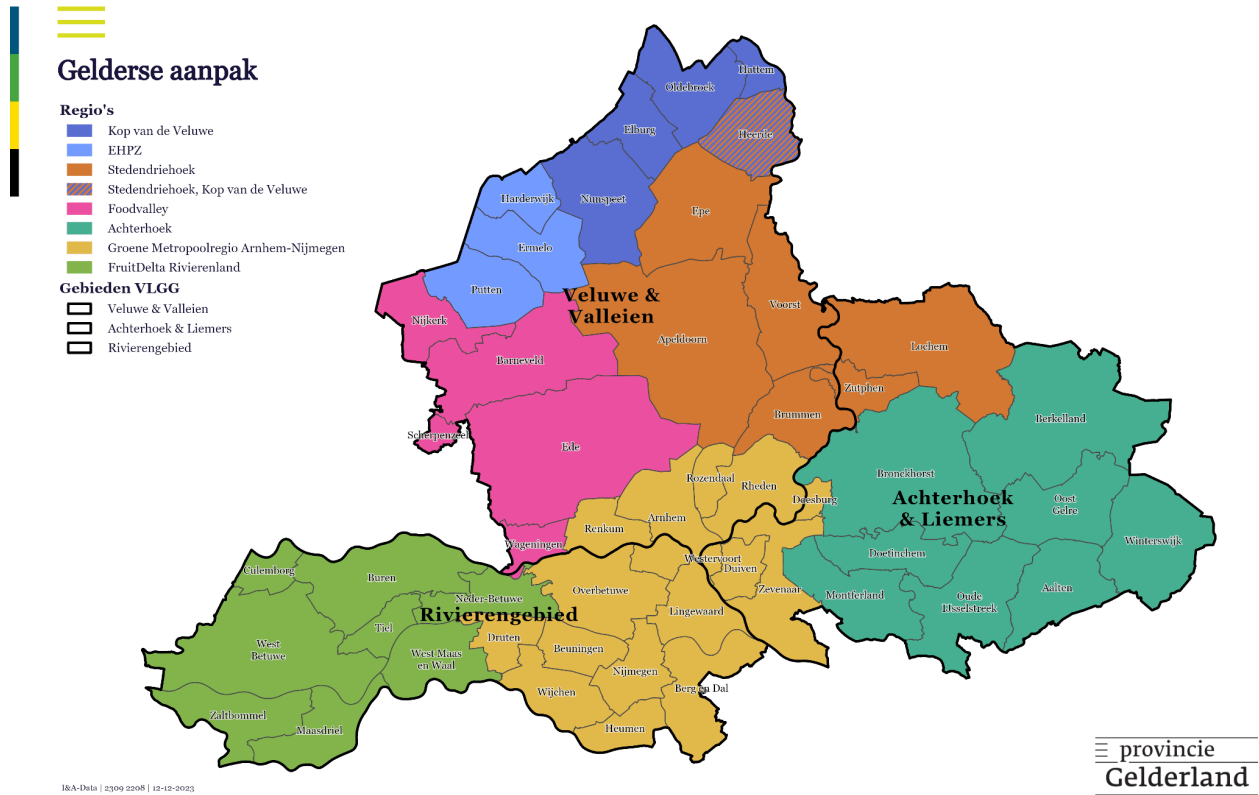 Gelderse aanpak
Regio's
Kop van de Veluwe
EHPZ
Stedendriehoek
Stedendriehoek, Kop van de Veluwe
Foodvalley
Achterhoek
Groene Metropoolregio Arnhem-Nijmegen
FruitDelta Rivierenland
Gebieden VLGG
Veluwe & Valleien
Achterhoek & Liemers
Rivierengebied
Hattem
Oldebroek
Elburg
Heerde
Nunspeet
Harderwijk
Epe
Ermelo
Putten
Veluwe &
Valleien
Voorst
Nijkerk
Apeldoorn
Lochem
Barneveld
Zutphen
Brummen
Berkelland
Scherpenzeel
Ede
Bronckhorst
Rozendaal
Rheden
Doesburg
Achterhoek
& Liemers
Oost
Gelre
Arnhem
Renkum
Winterswijk
Wageningen
Doetinchem
Westervoort
Duiven
Culemborg
Buren
Overbetuwe
Zevenaar
Montferland
Oude
IJsselstreek
Aalten
Neder-Betuwe
Rivierengebied
Lingewaard
Tiel
Druten
West
Betuwe
West Maas
en Waal
Beuningen
Nijmegen
Wijchen
Berg en Dal
Zaltbommel
Maasdriel
Heumen
I&A-Data | 2309 2208 | 12-12-2023
provincie
Gelderland